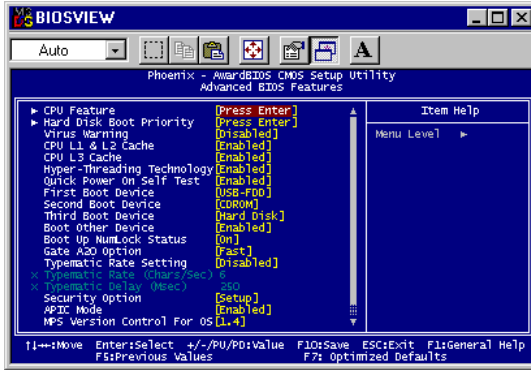 BIOSVIEW
Auto
A
Phoenix - AwardBIOS CMOS Setup Utility
Advanced BIOS Features
► CPU Feature [Press Enter]
► Hard Disk Boot Priority [Press Enter]
Virus Warning [Disabled]
CPU L1 & L2 Cache [Enabled]
CPU L3 Cache [Enabled]
Hyper-Threading Technology[Enabled]
Quick Power On Self Test [Enabled]
First Boot Device [USB-FDD]
Second Boot Device [CDROM]
Third Boot Device [Hard Disk]
Boot Other Device [Enabled]
Boot Up NumLock Status [On]
Gate A20 Option [Fast]
Typematic Rate Setting [Disabled]
x Typematic Rate (Chars/Sec) 6
x Typematic Delay (Msec) 250
Security Option [Setup]
APIC Mode [Enabled]
MPS Version Control For OS[1.4]
Item Help
Menu Level ►
↑↓→←:Move Enter:Select +/-/PU/PD:Value F10:Save ESC:Exit F1:General Help
F5:Previous Values F7: Optimized Defaults